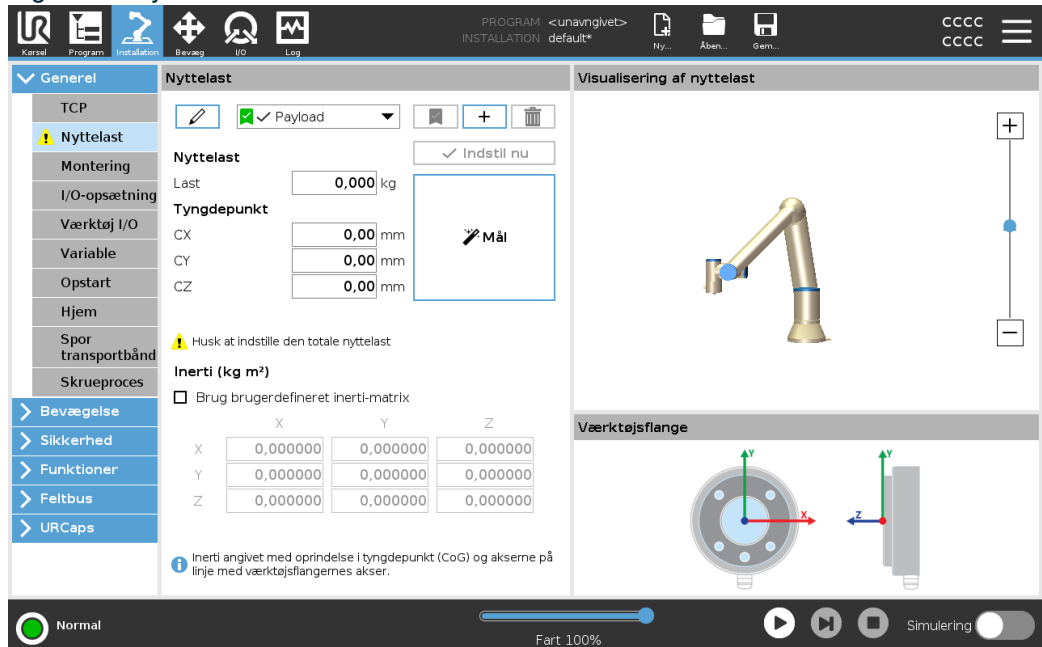 UR
PROGRAM <unavngivet>
INSTALLATION default*
Kørsel Program Installation Bevæg I/O Log
Ny... Åben... Gem...
cccc
cccc
Generel
TCP
Nyttelast
Montering
I/O-opsætning
Værktøj I/O
Variable
Opstart
Hjem
Spor
transportbånd
Skrueproces
Bevægelse
Sikkerhed
Funktioner
Feltbus
URCaps
Nyttelast
Payload
+
Indstil nu
Nyttelast
Last 0,000 kg
Tyngdepunkt
CX 0,00 mm
CY 0,00 mm
CZ 0,00 mm
Mål
Husk at indstille den totale nyttelast
Inerti (kg m²)
Brug brugerdefineret inerti-matrix
X Y Z
X 0,000000 0,000000 0,000000
Y 0,000000 0,000000 0,000000
Z 0,000000 0,000000 0,000000
Inerti angivet med oprindelse i tyngdepunkt (CoG) og akserne på
linje med værktøjsflangernes akser.
Visualisering af nyttelast
Værktøjsflange
Y
X
Y
Z
Normal
Fart 100%
Simulering